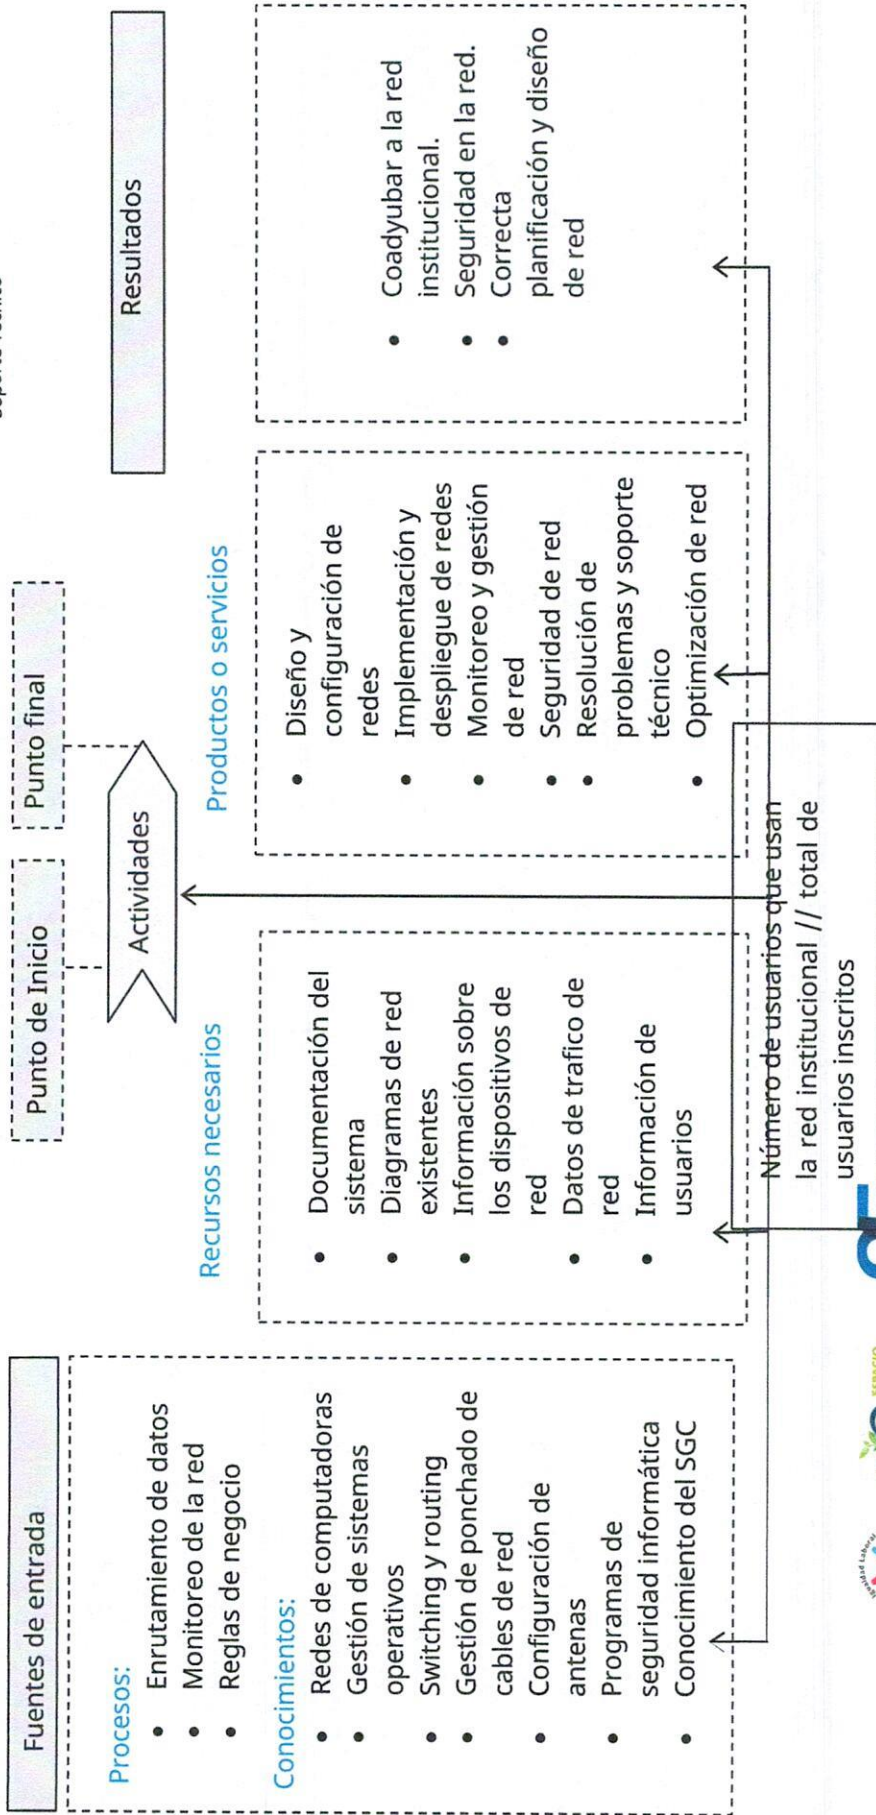 Fuentes de entrada
Procesos:
• Enrutamiento de datos
• Monitoreo de la red
• Reglas de negocio
Conocimientos:
• Redes de computadoras
• Gestión de sistemas
operativos
• Switching y routing
• Gestión de ponchado de
cables de red
• Configuración de
antenas
• Programas de
seguridad informática
• Conocimiento del SGC
Punto de Inicio
Punto final
Actividades
Recursos necesarios
• Documentación del
sistema
• Diagramas de red
existentes
• Información sobre
los dispositivos de
red
• Datos de trafico de
red
• Información de
usuarios
Productos o servicios
• Diseño y
configuración de
redes
• Implementación y
despliegue de redes
• Monitoreo y gestión
de red
• Seguridad de red
• Resolución de
problemas y soporte
técnico
• Optimización de red
Resultados
• Coadyubar a la red
institucional.
• Seguridad en la red.
• Correcta
planificación y diseño
de red
Número de usuarios que usan
la red institucional // total de
usuarios inscritos
ESPACIO